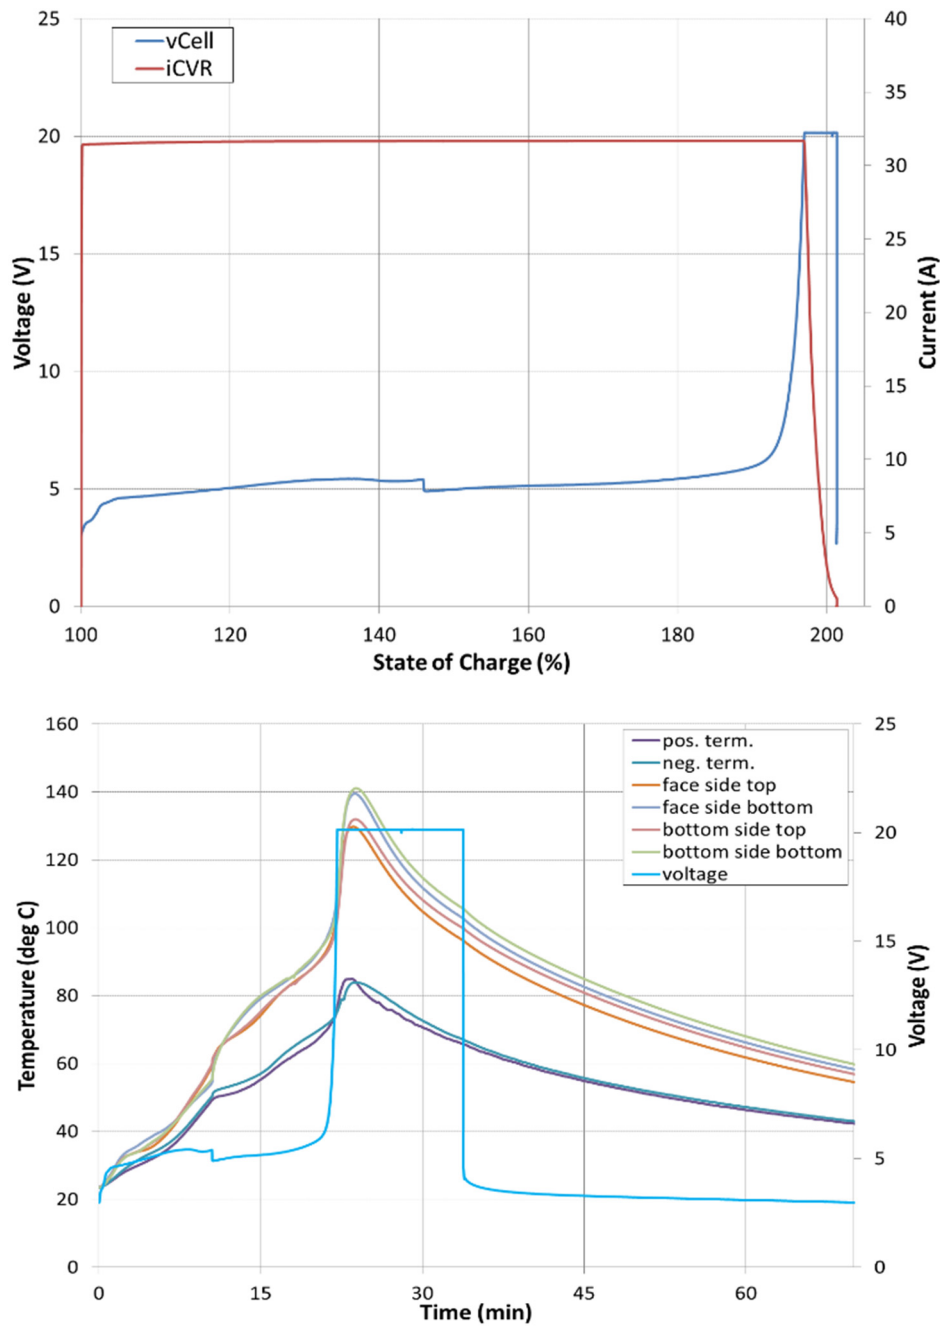 25
20
15
10
5
0
Voltage (V)
vCell
iCVR
40
35
30
25
20
15
10
5
0
Current (A)
100 120 140 160 180 200
State of Charge (%)
160
140
120
100
80
60
40
20
0
Temperature (deg C)
pos. term.
neg. term.
face side top
face side bottom
bottom side top
bottom side bottom
voltage
25
20
15
10
5
0
Voltage (V)
0 15 30 45 60
Time (min)